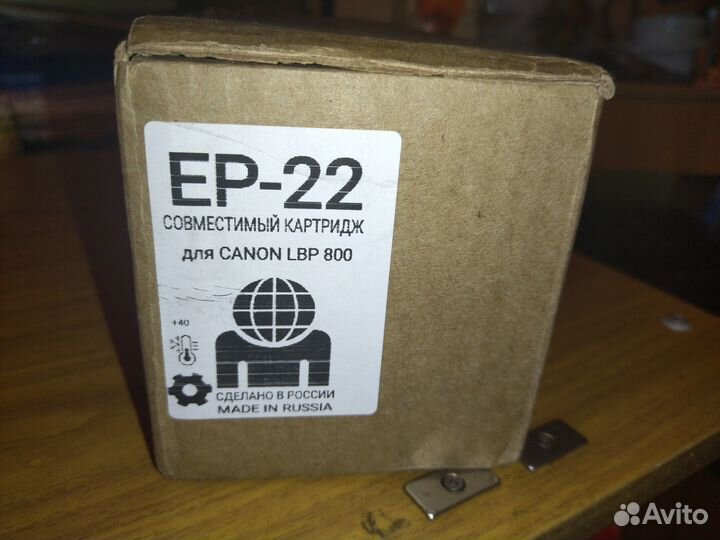 EP-22
СОВМЕСТИМЫЙ КАРТРИДЖ
для CANON LBP 800
+40
СДЕЛАНО В РОССИИ
MADE IN RUSSIA
Avito